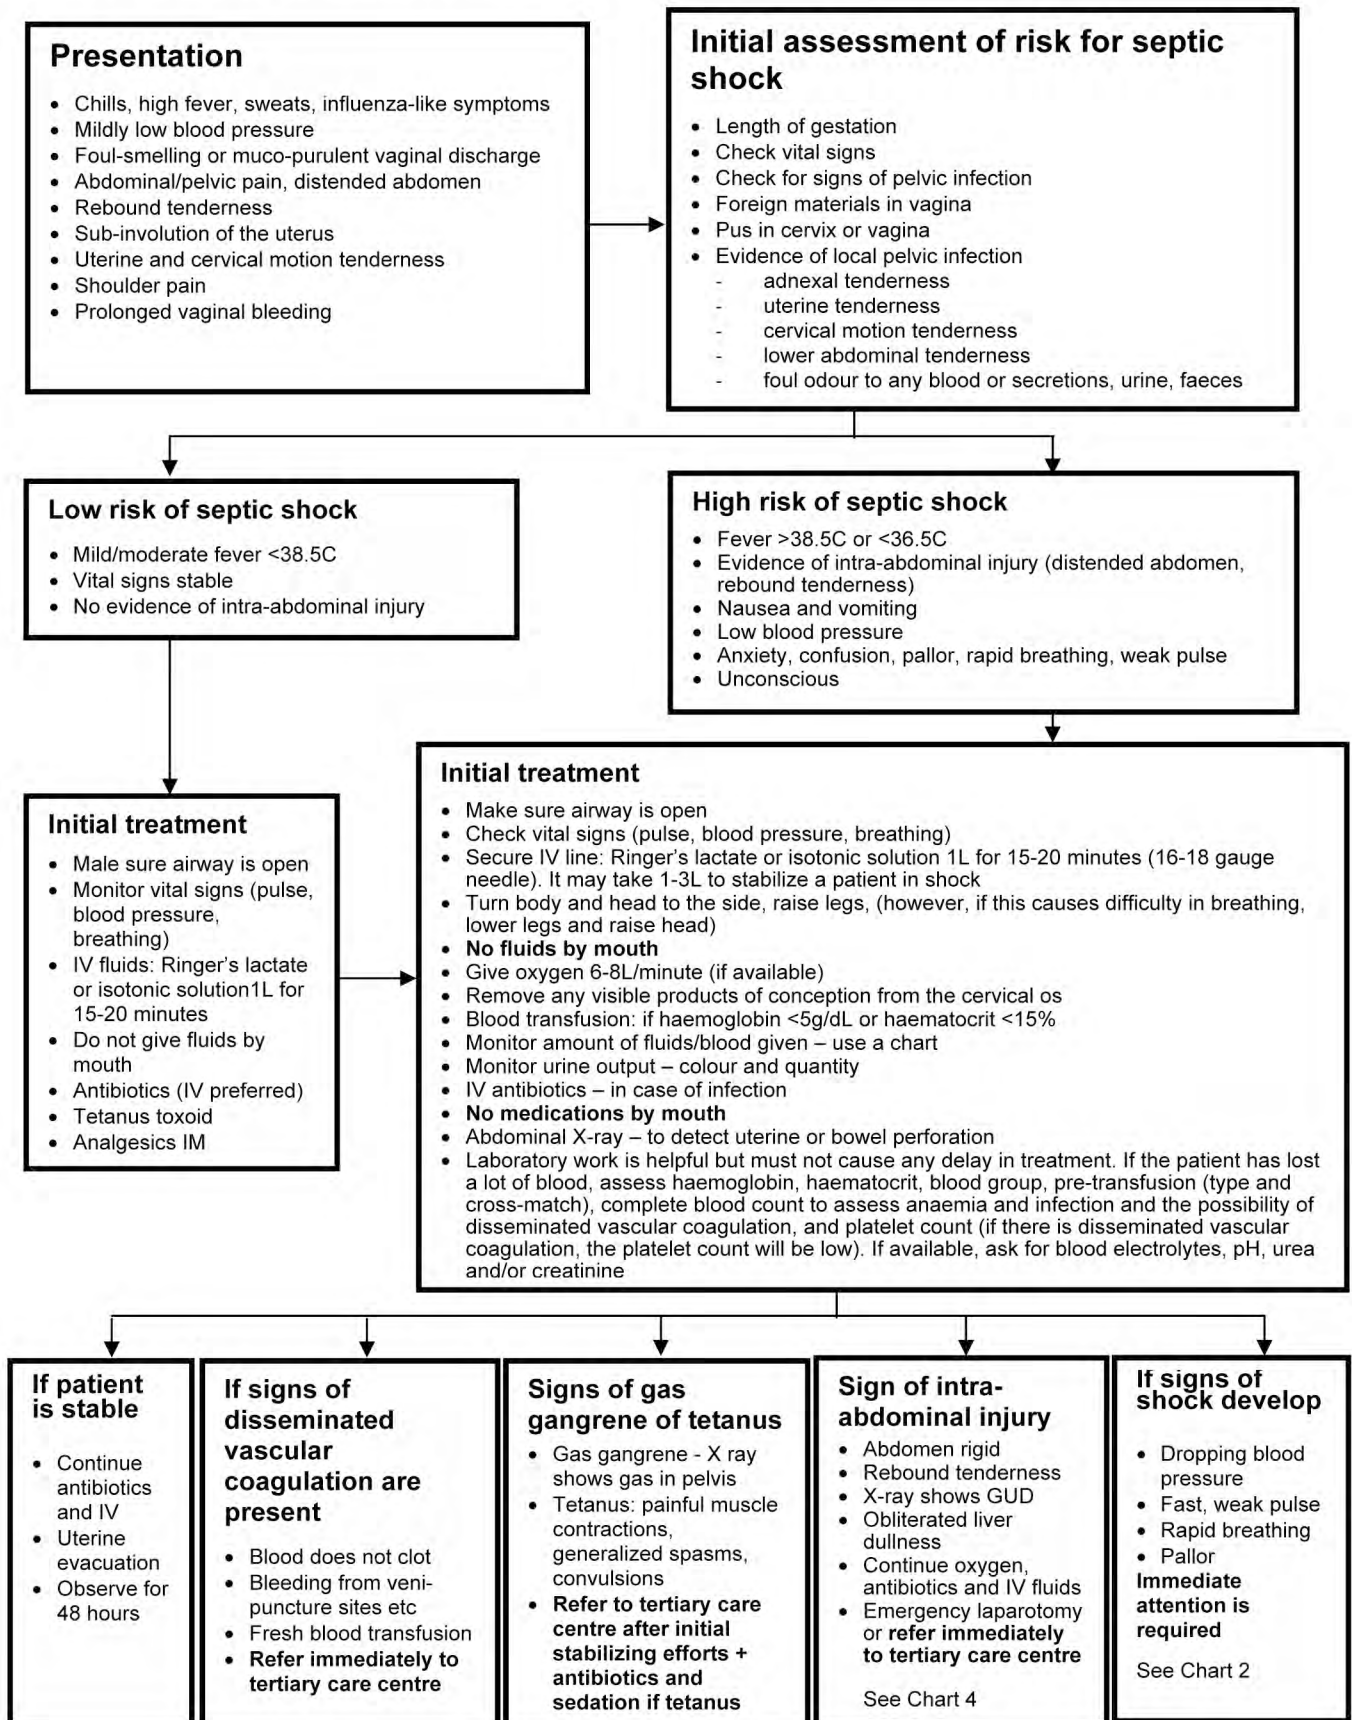 Presentation
• Chills, high fever, sweats, influenza-like symptoms
• Mildly low blood pressure
• Foul-smelling or muco-purulent vaginal discharge
• Abdominal/pelvic pain, distended abdomen
• Rebound tenderness
• Sub-involution of the uterus
• Uterine and cervical motion tenderness
• Shoulder pain
• Prolonged vaginal bleeding
Initial assessment of risk for septic
shock
• Length of gestation
• Check vital signs
• Check for signs of pelvic infection
• Foreign materials in vagina
• Pus in cervix or vagina
• Evidence of local pelvic infection
- adnexal tenderness
- uterine tenderness
- cervical motion tenderness
- lower abdominal tenderness
- foul odour to any blood or secretions, urine, faeces
Low risk of septic shock
• Mild/moderate fever <38.5C
• Vital signs stable
• No evidence of intra-abdominal injury
High risk of septic shock
• Fever >38.5C or <36.5C
• Evidence of intra-abdominal injury (distended abdomen,
rebound tenderness)
• Nausea and vomiting
• Low blood pressure
• Anxiety, confusion, pallor, rapid breathing, weak pulse
• Unconscious
Initial treatment
• Male sure airway is open
• Monitor vital signs (pulse,
blood pressure,
breathing)
• IV fluids: Ringer's lactate
or isotonic solution1L for
15-20 minutes
• Do not give fluids by
mouth
• Antibiotics (IV preferred)
• Tetanus toxoid
• Analgesics IM
Initial treatment
• Make sure airway is open
• Check vital signs (pulse, blood pressure, breathing)
• Secure IV line: Ringer's lactate or isotonic solution 1L for 15-20 minutes (16-18 gauge
needle). It may take 1-3L to stabilize a patient in shock
• Turn body and head to the side, raise legs, (however, if this causes difficulty in breathing,
lower legs and raise head)
• No fluids by mouth
• Give oxygen 6-8L/minute (if available)
• Remove any visible products of conception from the cervical os
• Blood transfusion: if haemoglobin <5g/dL or haematocrit <15%
• Monitor amount of fluids/blood given – use a chart
• Monitor urine output – colour and quantity
• IV antibiotics – in case of infection
• No medications by mouth
• Abdominal X-ray – to detect uterine or bowel perforation
• Laboratory work is helpful but must not cause any delay in treatment. If the patient has lost
a lot of blood, assess haemoglobin, haematocrit, blood group, pre-transfusion (type and
cross-match), complete blood count to assess anaemia and infection and the possibility of
disseminated vascular coagulation, and platelet count (if there is disseminated vascular
coagulation, the platelet count will be low). If available, ask for blood electrolytes, pH, urea
and/or creatinine
If patient
is stable
• Continue
antibiotics
and IV
• Uterine
evacuation
• Observe for
48 hours
If signs of
disseminated
vascular
coagulation are
present
• Blood does not clot
• Bleeding from veni-
puncture sites etc
• Fresh blood transfusion
• Refer immediately to
tertiary care centre
Signs of gas
gangrene of tetanus
• Gas gangrene - X ray
shows gas in pelvis
• Tetanus: painful muscle
contractions,
generalized spasms,
convulsions
• Refer to tertiary care
centre after initial
stabilizing efforts +
antibiotics and
sedation if tetanus
Sign of intra-
abdominal injury
• Abdomen rigid
• Rebound tenderness
• X-ray shows GUD
• Obliterated liver
dullness
• Continue oxygen,
antibiotics and IV fluids
• Emergency laparotomy
or refer immediately
to tertiary care centre
See Chart 4
If signs of
shock develop
• Dropping blood
pressure
• Fast, weak pulse
• Rapid breathing
• Pallor
Immediate
attention is
required
See Chart 2